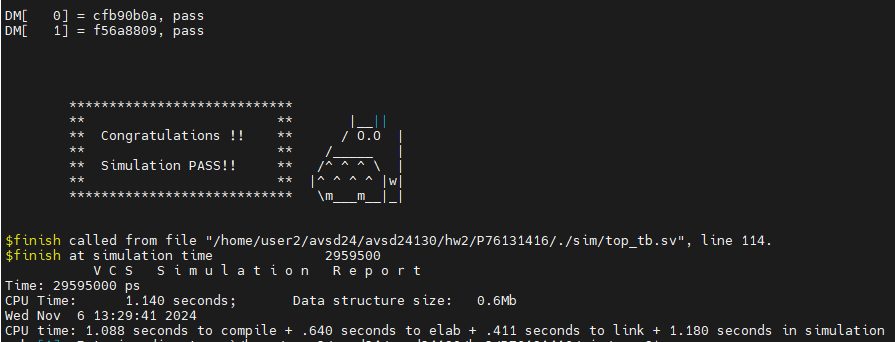 DM[   0] = cfb90b0a, pass
DM[   1] = f56a8809, pass
****************************
**                        **       |__||
**  Congratulations !!    **      / O.O  |
**                        **    /_____   |
**  Simulation PASS!!     **   /^ ^ ^ \  |
**                        **  |^ ^ ^ ^ |w|
****************************   \m___m__|_|
$finish called from file "/home/user2/avsd24/avsd24130/hw2/P76131416/./sim/top_tb.sv", line 114.
$finish at simulation time              2959500
V C S   S i m u l a t i o n   R e p o r t
Time: 29595000 ps
CPU Time:      1.140 seconds;       Data structure size:   0.6Mb
Wed Nov  6 13:29:41 2024
CPU time: 1.088 seconds to compile + .640 seconds to elab + .411 seconds to link + 1.180 seconds in simulation